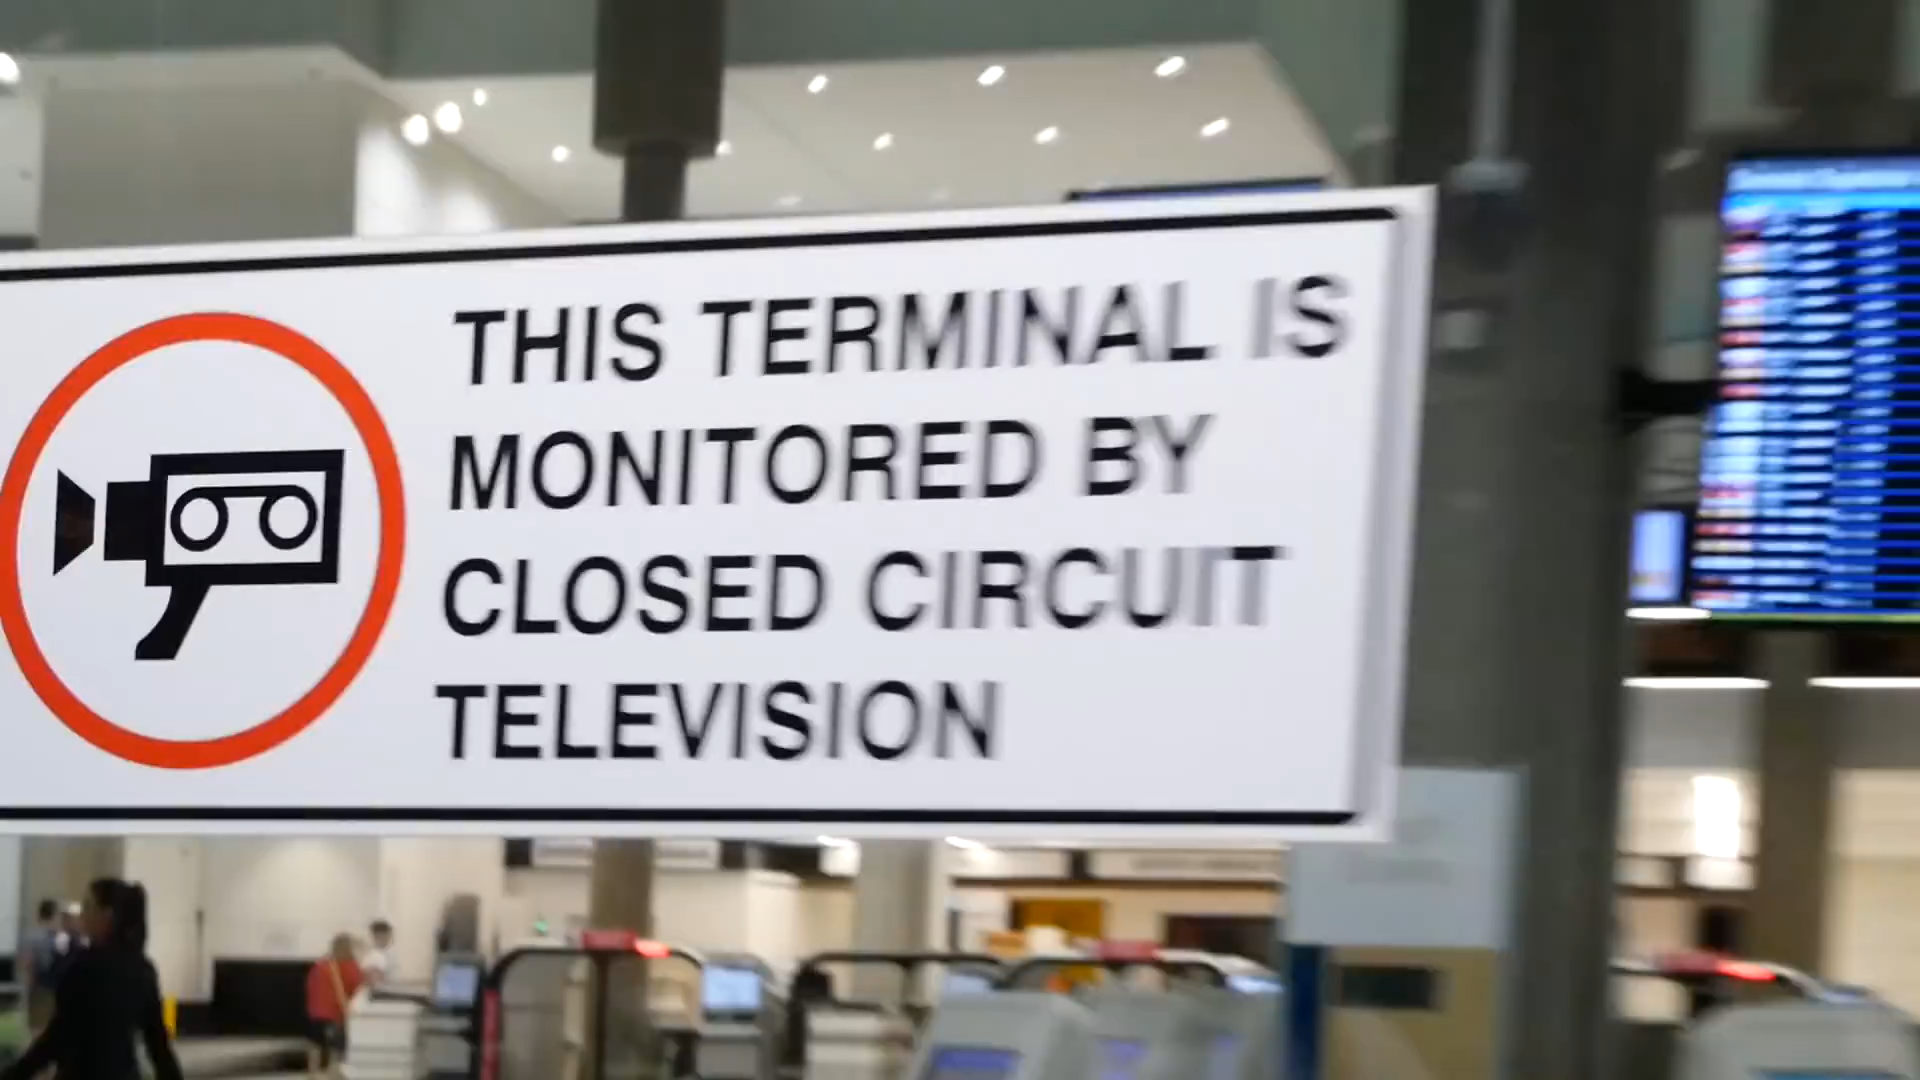 THIS TERMINAL IS
MONITORED BY
CLOSED CIRCUIT
TELEVISION